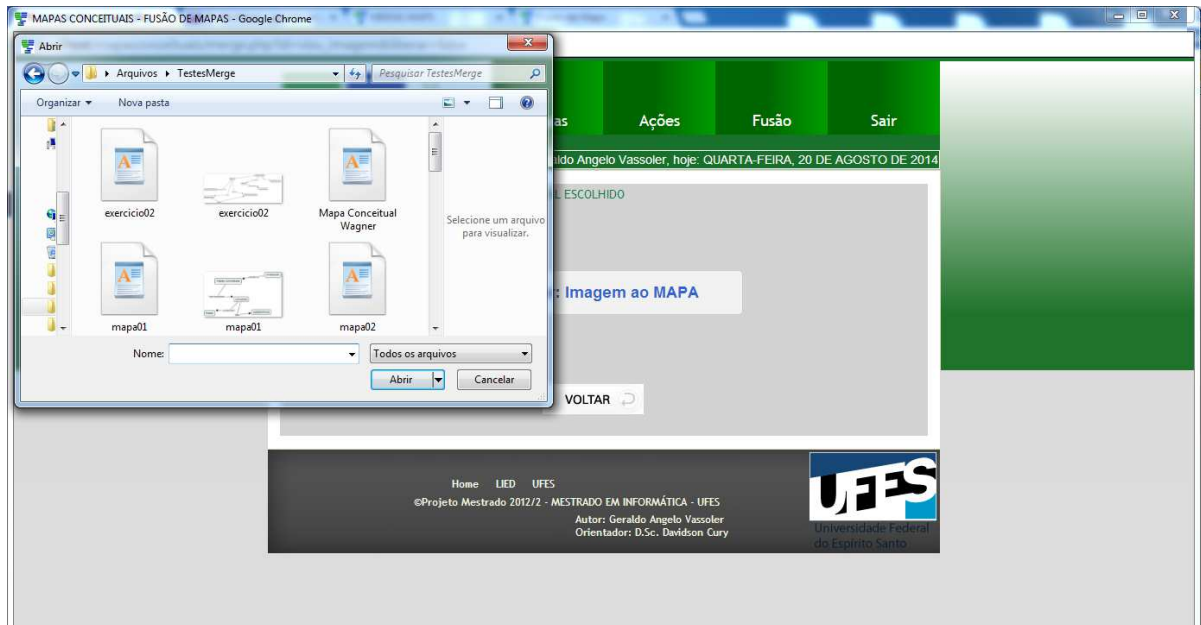 MAPAS CONCEITUAIS - FUSÃO DE MAPAS - Google Chrome
Abrir
Arquivos TestesMerge
Pesquisar TestesMerge
Organizar Nova pasta
exercicio02 exercicio02 Mapa Conceitual Wagner
mapa01 mapa01 mapa02
Selecione um arquivo
para visualizar.
Nome:
Todos os arquivos
Abrir Cancelar
as Ações Fusão Sair
aldo Angelo Vassoler, hoje: QUARTA-FEIRA, 20 DE AGOSTO DE 2014
L ESCOLHIDO
: Imagem ao MAPA
VOLTAR
Home LIED UFES
©Projeto Mestrado 2012/2 - MESTRADO EM INFORMÁTICA - UFES
Autor: Geraldo Angelo Vassoler
Orientador: D.Sc. Davidson Cury
UFES
Universidade Federal
do Espírito Santo